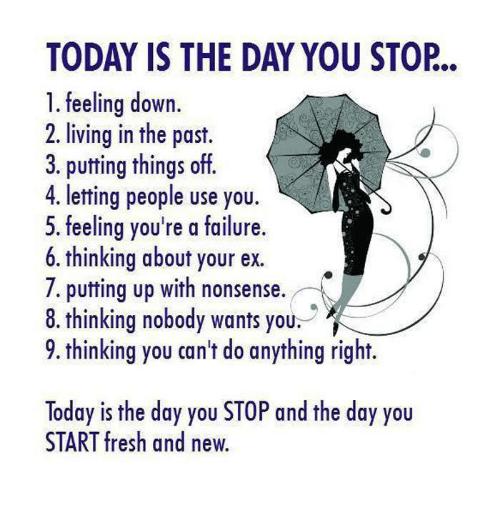 TODAY IS THE DAY YOU STOP...
1. feeling down.
2. living in the past.
3. putting things off.
4. letting people use you.
5. feeling you're a failure.
6. thinking about your ex.
7. putting up with nonsense.
8. thinking nobody wants you.
9. thinking you can't do anything right.
Today is the day you STOP and the day you
START fresh and new.